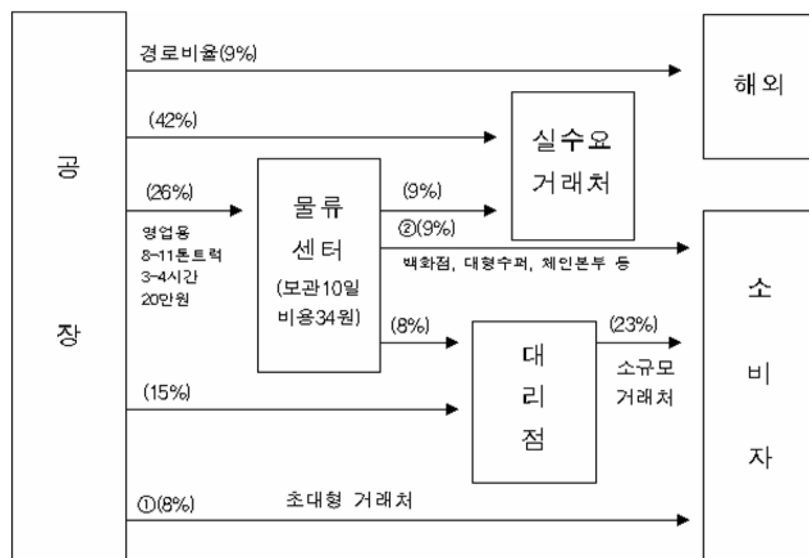 공
장
경로비율(9%)
해외
(42%)
실수요
거래처
(26%)
영업용
8-11톤트럭
3-4시간
20만원
물류
센터
(보관10일
비용34원)
(9%)
②(9%)
백화점, 대형수퍼, 체인본부 등
(8%)
대
리
점
(23%)
소규모
거래처
소
비
자
(15%)
①(8%)
초대형 거래처